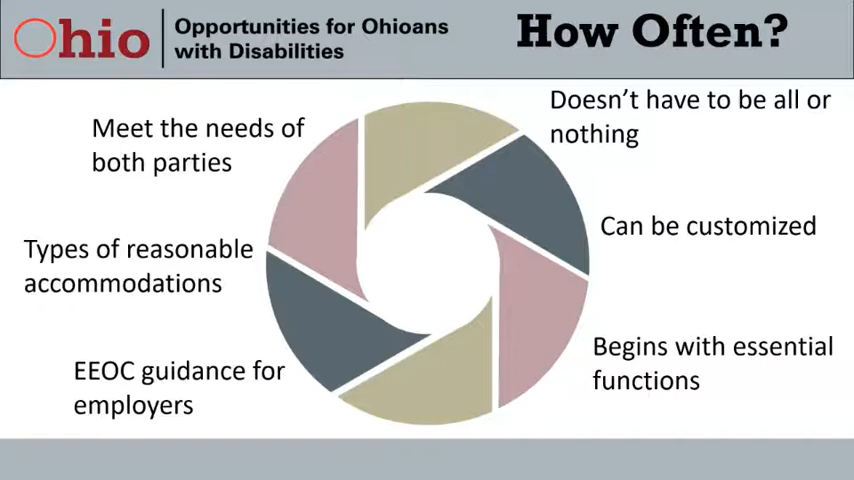 Ohio
Opportunities for Ohioans
with Disabilities
How Often?
Doesn't have to be all or
nothing
Can be customized
Begins with essential
functions
EEOC guidance for
employers
Types of reasonable
accommodations
Meet the needs of
both parties